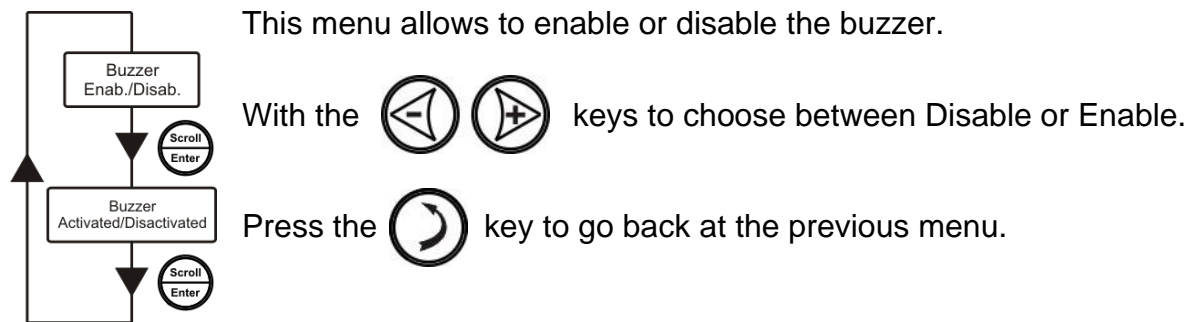 This menu allows to enable or disable the buzzer.
Buzzer
Enab./Disab.
With the - + keys to choose between Disable or Enable.
Scroll
Enter
Buzzer
Activated/Disactivated
Press the key to go back at the previous menu.
Scroll
Enter